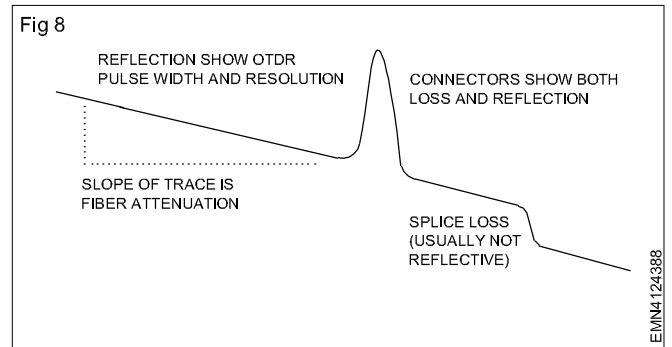 Fig 8
REFLECTION SHOW OTDR
PULSE WIDTH AND RESOLUTION
CONNECTORS SHOW BOTH
LOSS AND REFLECTION
SLOPE OF TRACE IS
FIBER ATTENUATION
SPLICE LOSS
(USUALLY NOT
REFLECTIVE)
EMN4124388